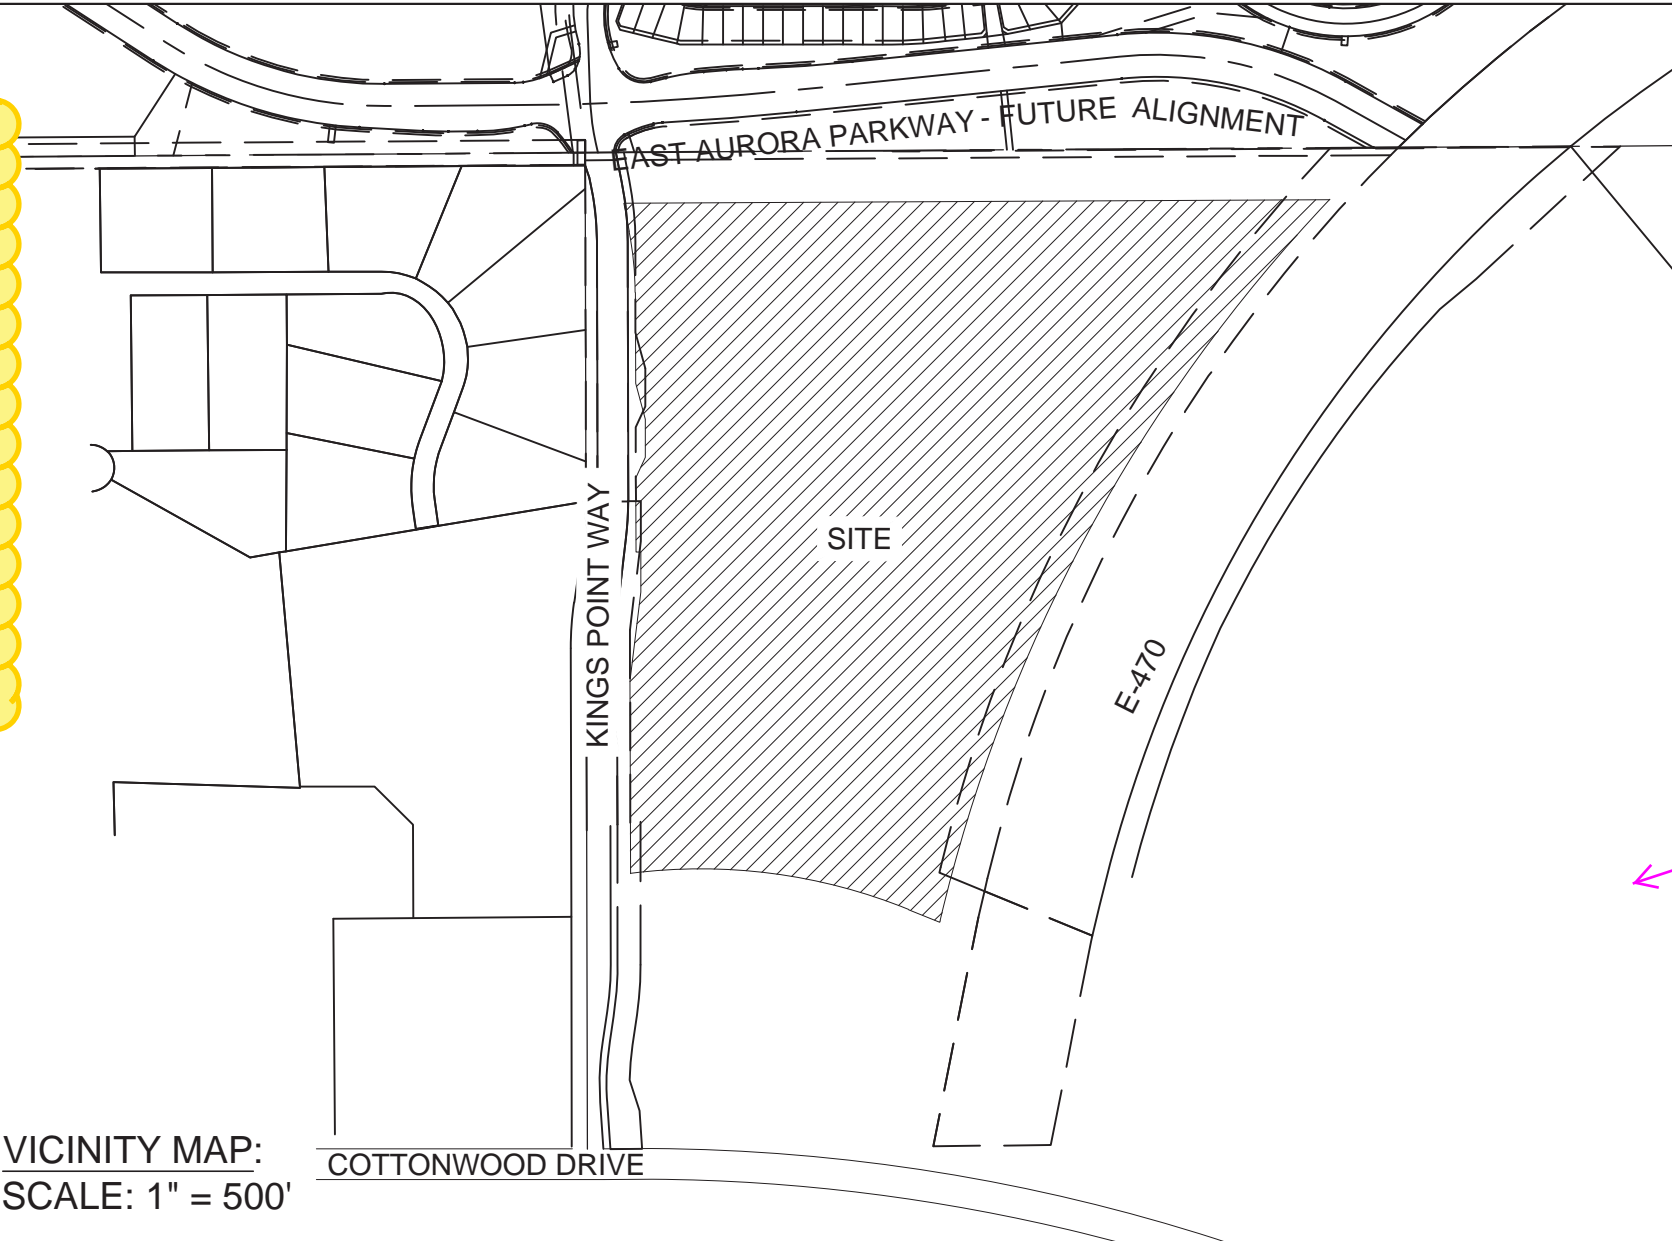 EAST AURORA PARKWAY - FUTURE ALIGNMENT
SITE
KINGS POINT WAY
E-470
VICINITY MAP:
SCALE: 1" = 500'
COTTONWOOD DRIVE